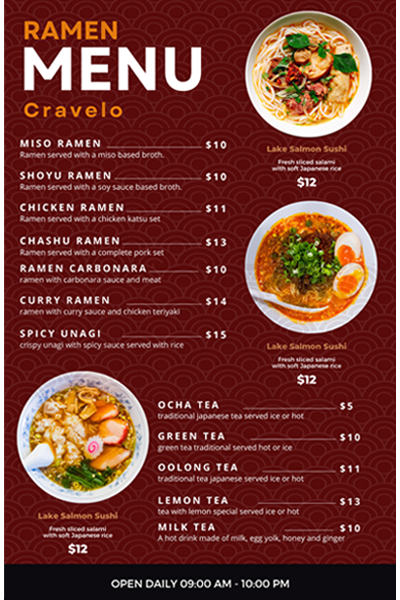 RAMEN
MENU
Cravelo
MISO RAMEN $10
Ramen served with a miso based broth.
SHOYU RAMEN $10
Ramen served with a soy sauce based broth.
CHICKEN RAMEN $11
Ramen served with a chicken katsu set
CHASHU RAMEN $13
Ramen served with a complete pork set
RAMEN CARBONARA $10
ramen with carbonara sauce and meat
CURRY RAMEN $14
ramen with curry sauce and chicken teriyaki
SPICY UNAGI $15
crispy unagi with spicy sauce served with rice
Lake Salmon Sushi
Fresh sliced salami
with soft Japanese rice
$12
Lake Salmon Sushi
Fresh sliced salami
with soft Japanese rice
$12
Lake Salmon Sushi
Fresh sliced salami
with soft Japanese rice
$12
OCHA TEA $5
traditional japanese tea served ice or hot
GREEN TEA $10
green tea traditional served hot or ice
OOLONG TEA $11
traditional tea japanese served ice or hot
LEMON TEA $13
tea with lemon special served ice or hot
MILK TEA $10
A hot drink made of milk, egg yolk, honey and ginger
OPEN DAILY 09:00 AM - 10:00 PM